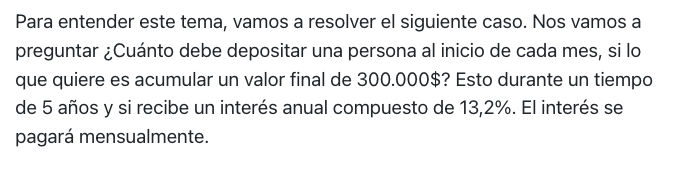 Para entender este tema, vamos a resolver el siguiente caso. Nos vamos a
preguntar ¿Cuánto debe depositar una persona al inicio de cada mes, si lo
que quiere es acumular un valor final de 300.000$? Esto durante un tiempo
de 5 años y si recibe un interés anual compuesto de 13,2%. El interés se
pagará mensualmente.